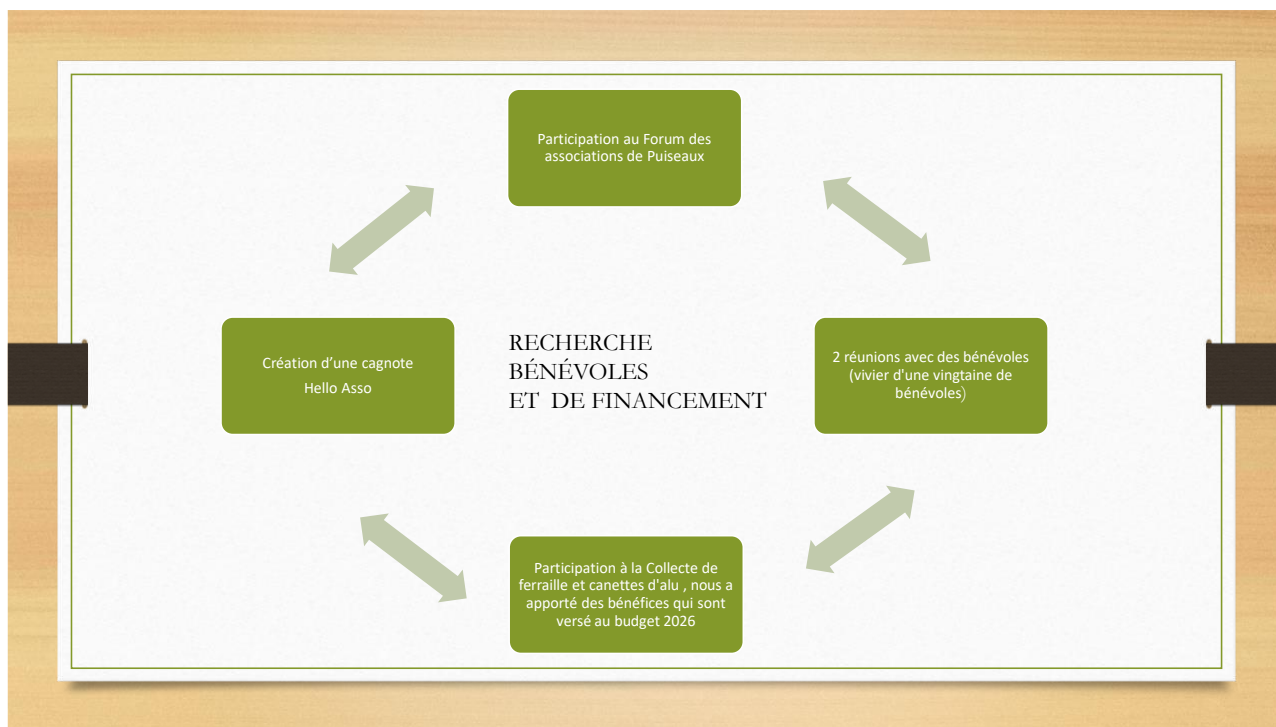 Participation au Forum des
associations de Puiseaux
Création d’une cagnote
Hello Asso
RECHERCHE
BÉNÉVOLES
ET  DE FINANCEMENT
2 réunions avec des bénévoles
(vivier d'une vingtaine de
bénévoles)
Participation à la Collecte de
ferraille et canettes d'alu , nous a
apporté des bénéfices qui sont
versé au budget 2026